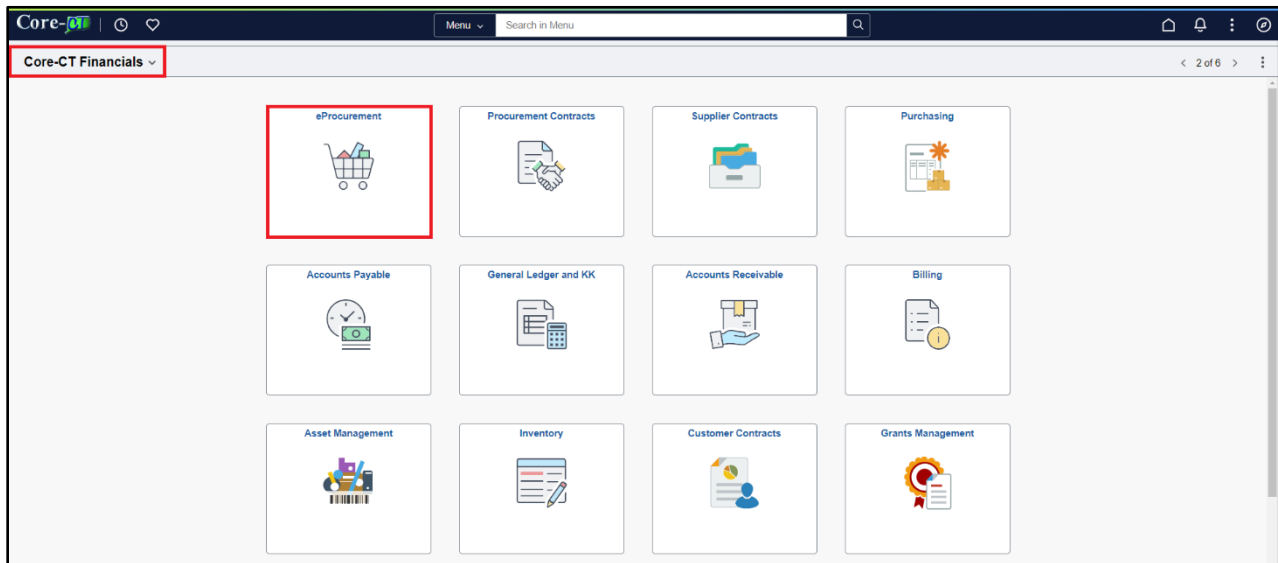 Core-CT
Menu
Search in Menu
Core-CT Financials
2 of 6
eProcurement
Procurement Contracts
Supplier Contracts
Purchasing
Accounts Payable
General Ledger and KK
Accounts Receivable
Billing
Asset Management
Inventory
Customer Contracts
Grants Management